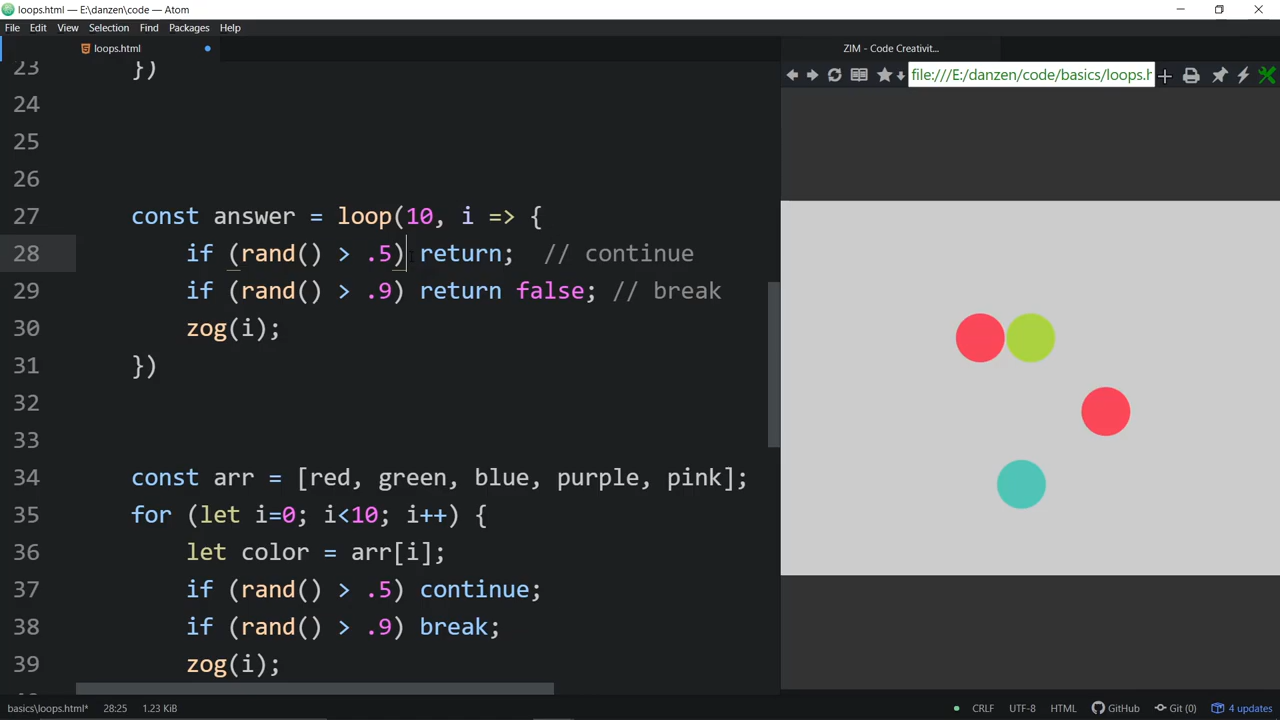 loops.html — E:\danzen\code — Atom
File Edit View Selection Find Packages Help
loops.html
ZIM - Code Creativit...
file:///E:/danzen/code/basics/loops.h
23 })
24
25
26
27 const answer = loop(10, i => {
28 if (rand() > .5) return; // continue
29 if (rand() > .9) return false; // break
30 zog(i);
31 })
32
33
34 const arr = [red, green, blue, purple, pink];
35 for (let i=0; i<10; i++) {
36 let color = arr[i];
37 if (rand() > .5) continue;
38 if (rand() > .9) break;
39 zog(i);
basics\loops.html* 28:25 1.23 KiB CRLF UTF-8 HTML GitHub Git (0) 4 updates